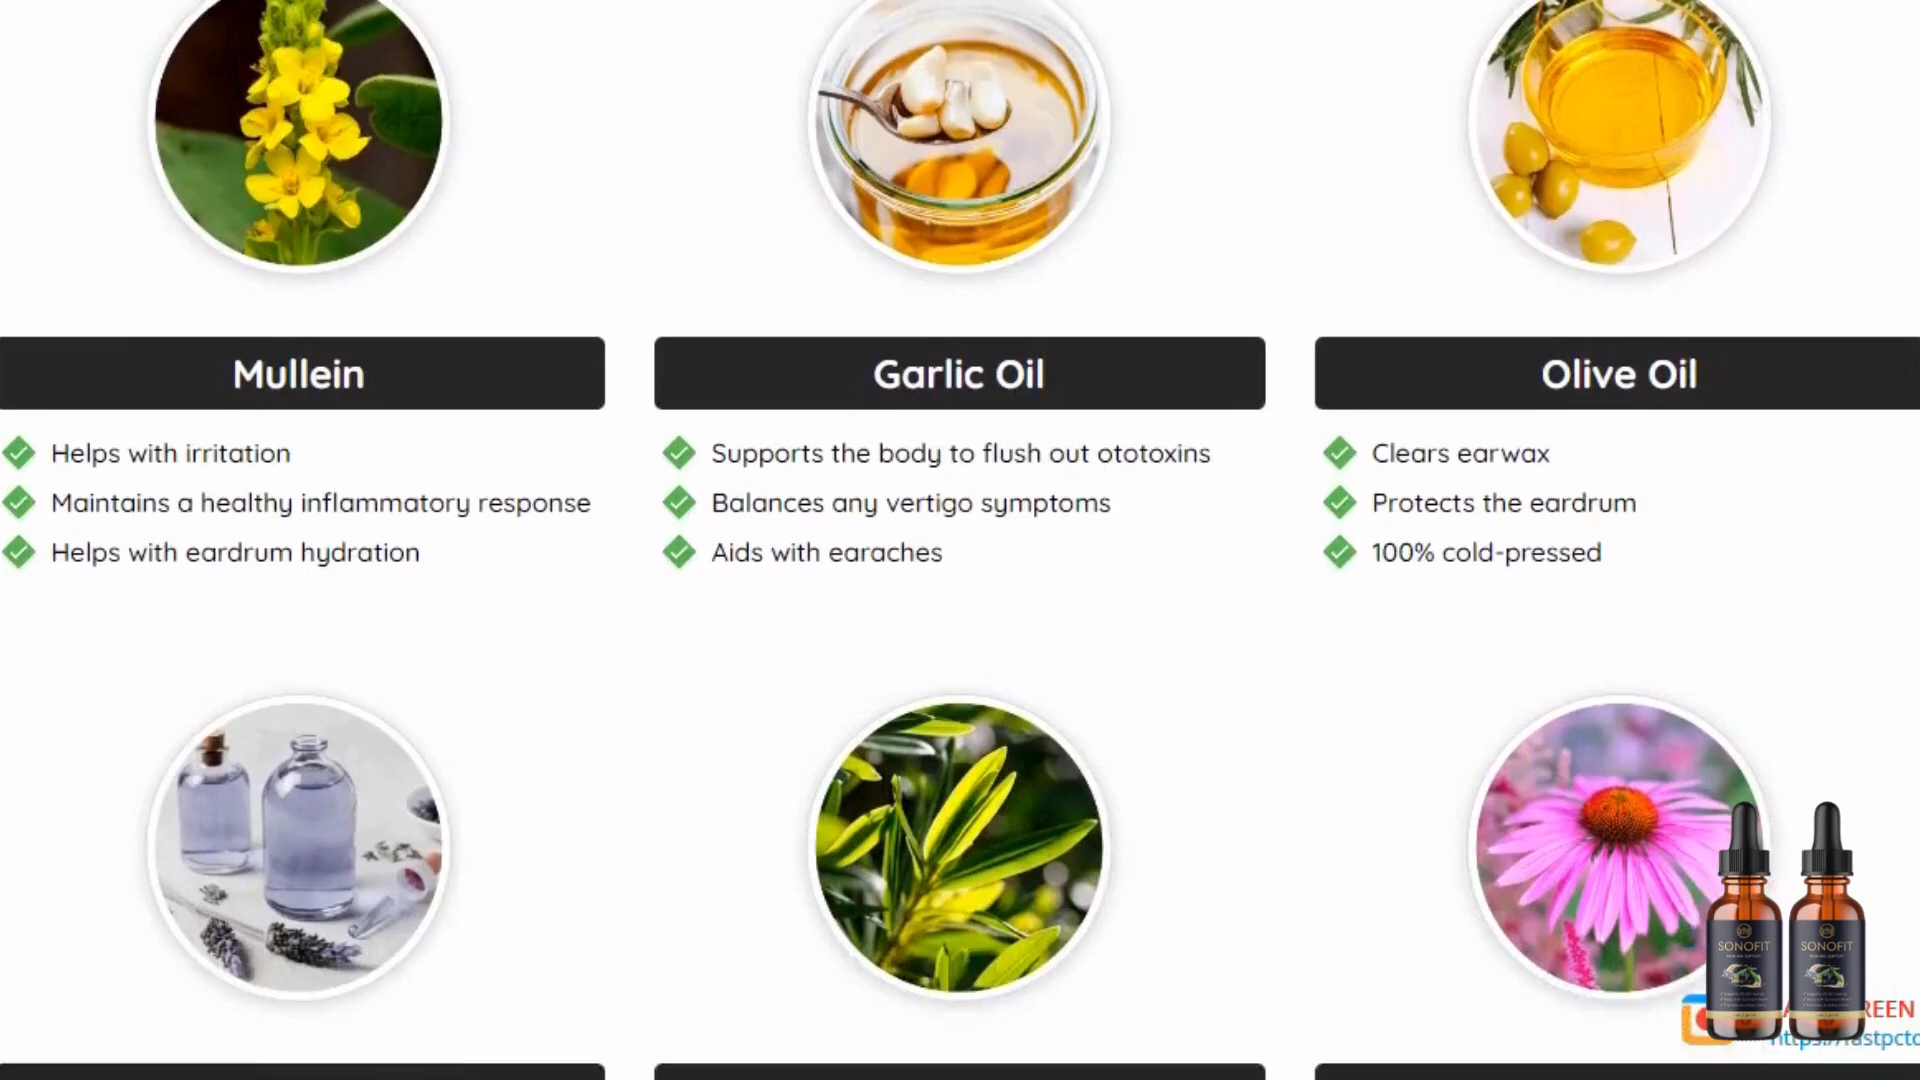 Mullein
Helps with irritation
Maintains a healthy inflammatory response
Helps with eardrum hydration
Garlic Oil
Supports the body to flush out ototoxins
Balances any vertigo symptoms
Aids with earaches
Olive Oil
Clears earwax
Protects the eardrum
100% cold-pressed
SONOFIT
SONOFIT